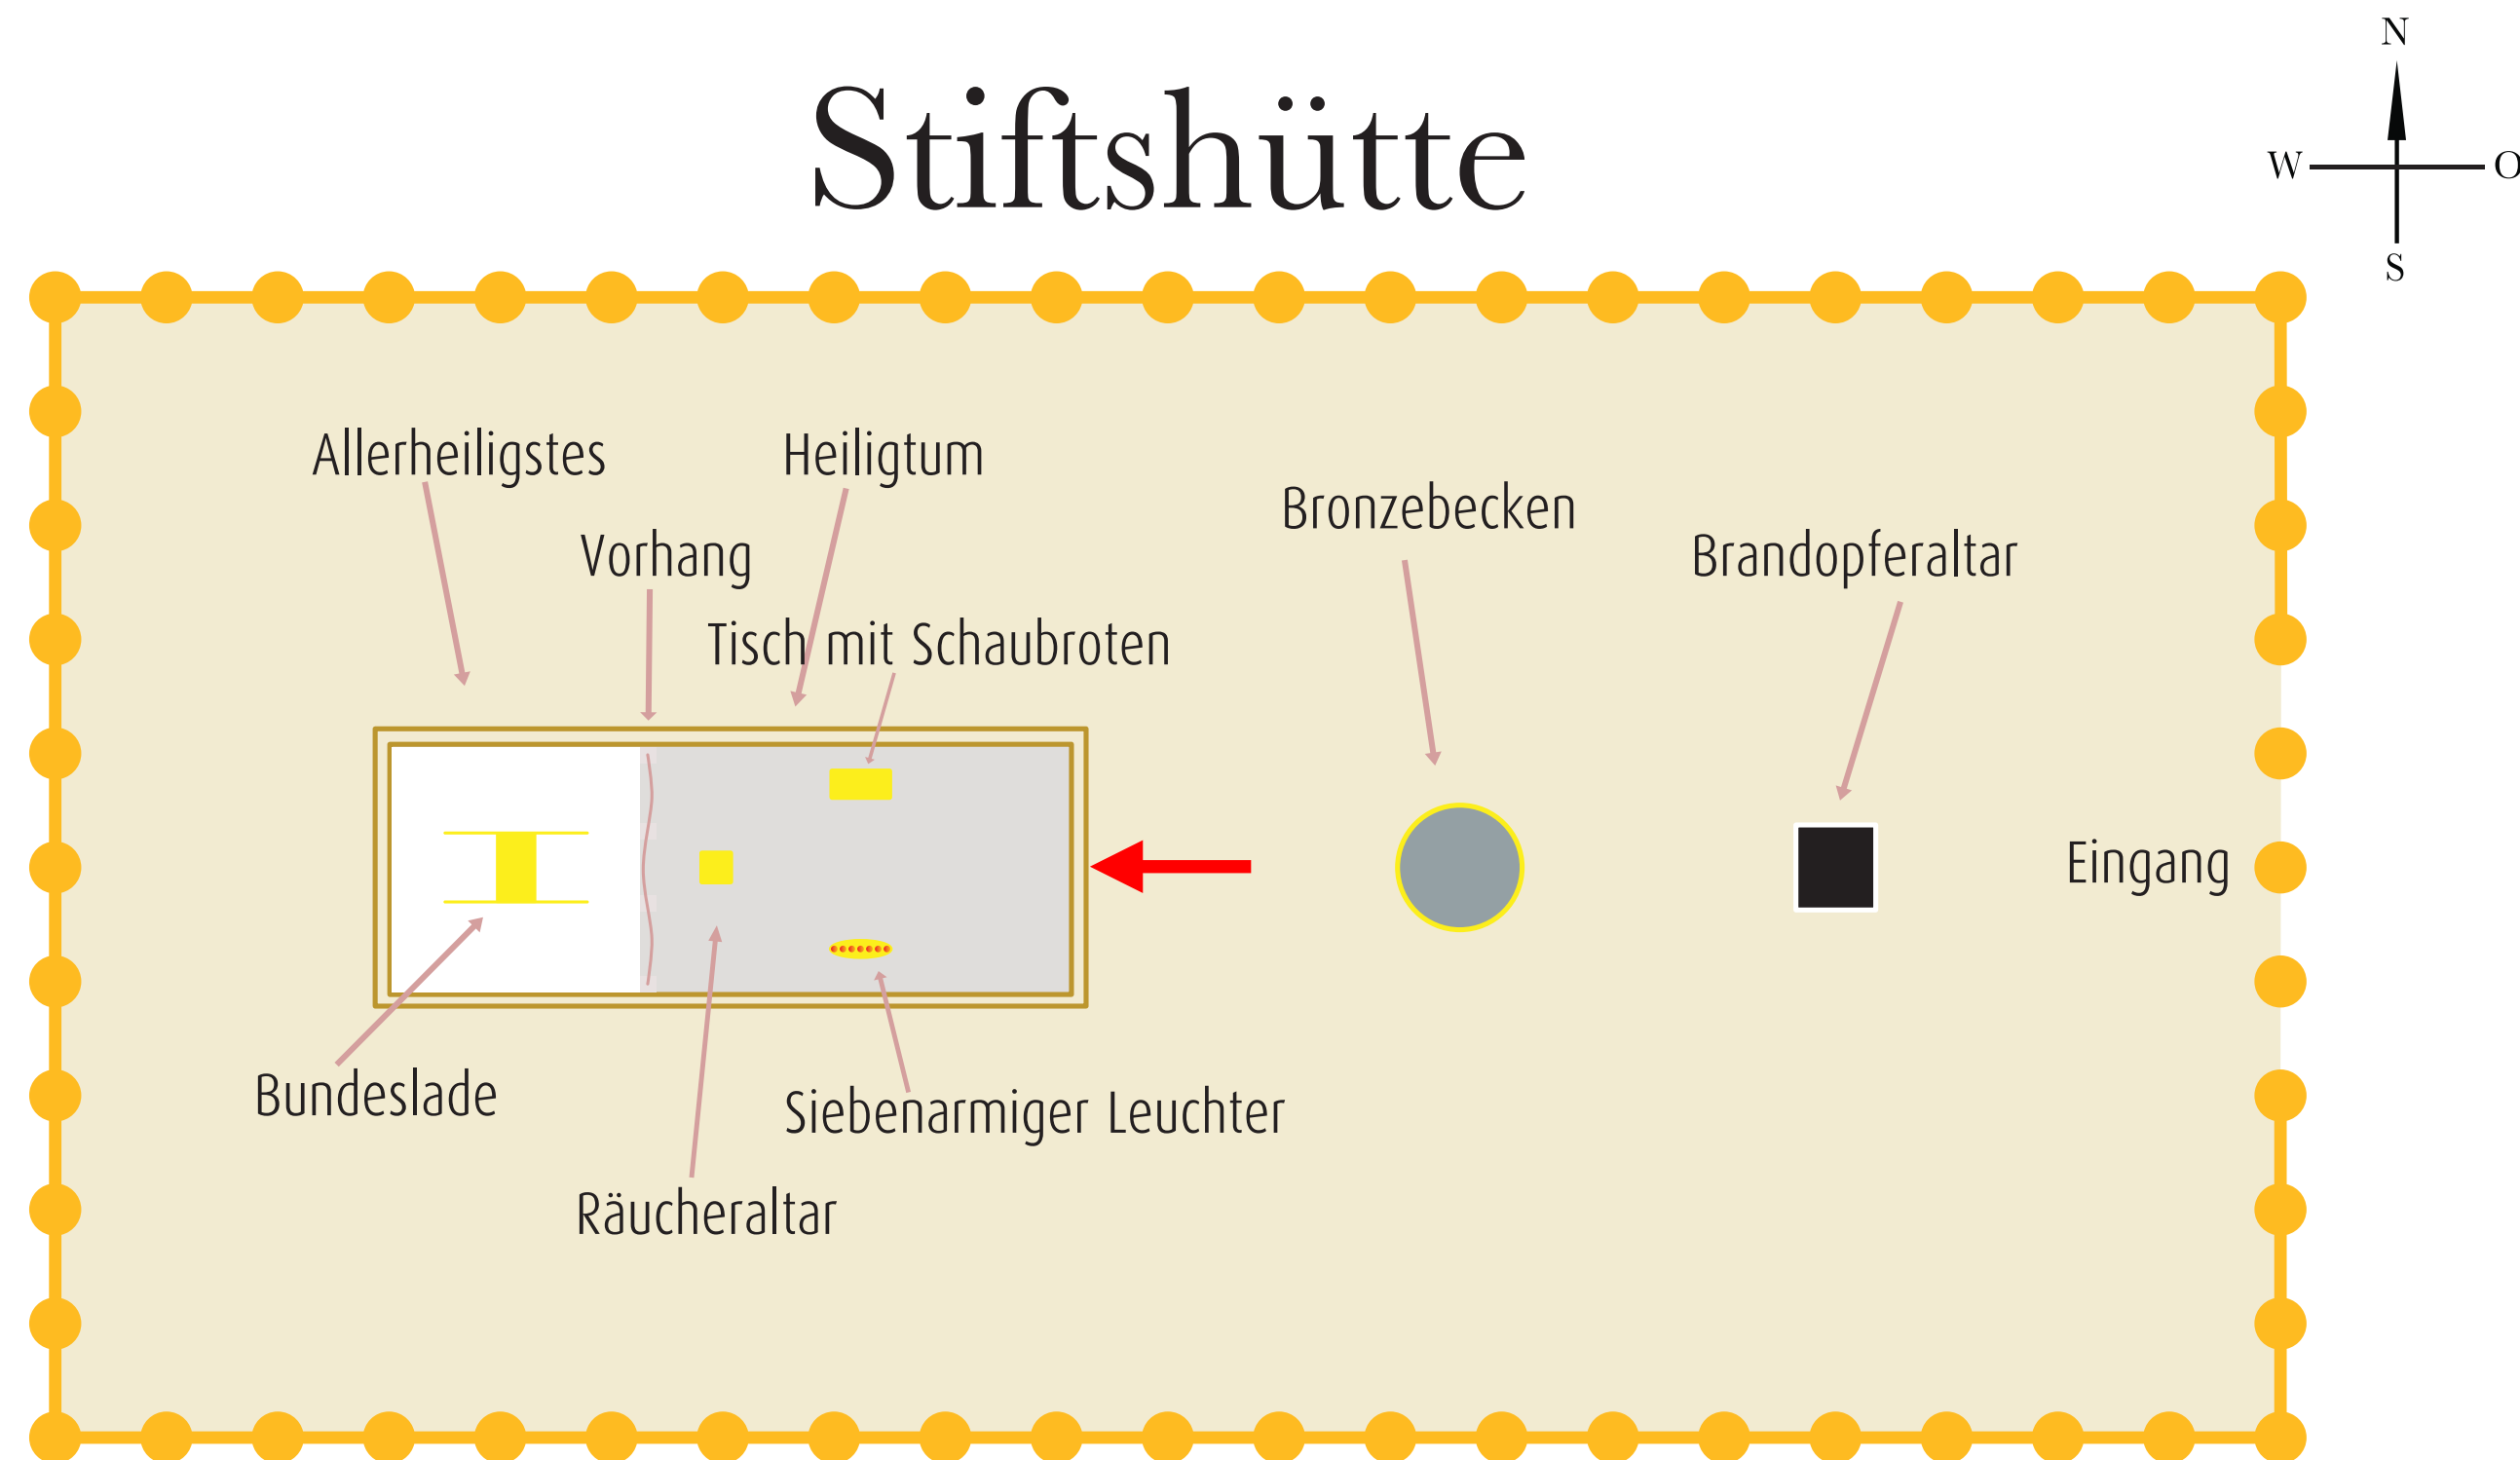 N
Stiftshütte
W
O
S
Allerheiligstes
Heiligtum
Bronzebecken
Vorhang
Brandopferaltar
Tisch mit Schaubroten
Eingang
Bundeslade
Siebenarmiger Leuchter
Räucheraltar